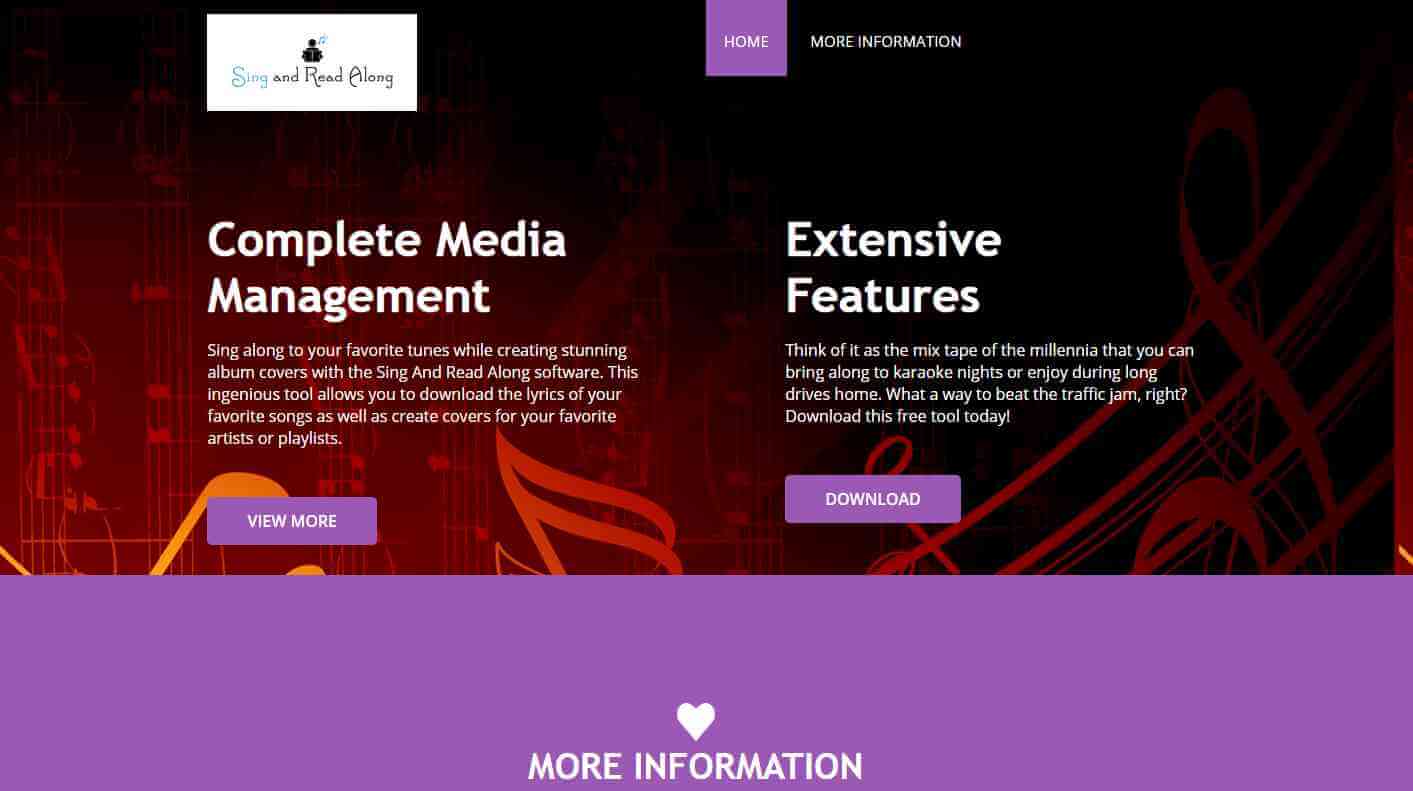 Sing and Read Along
HOME
MORE INFORMATION
Complete Media
Management
Sing along to your favorite tunes while creating stunning
album covers with the Sing And Read Along software. This
ingenious tool allows you to download the lyrics of your
favorite songs as well as create covers for your favorite
artists or playlists.
VIEW MORE
Extensive
Features
Think of it as the mix tape of the millennia that you can
bring along to karaoke nights or enjoy during long
drives home. What a way to beat the traffic jam, right?
Download this free tool today!
DOWNLOAD
MORE INFORMATION